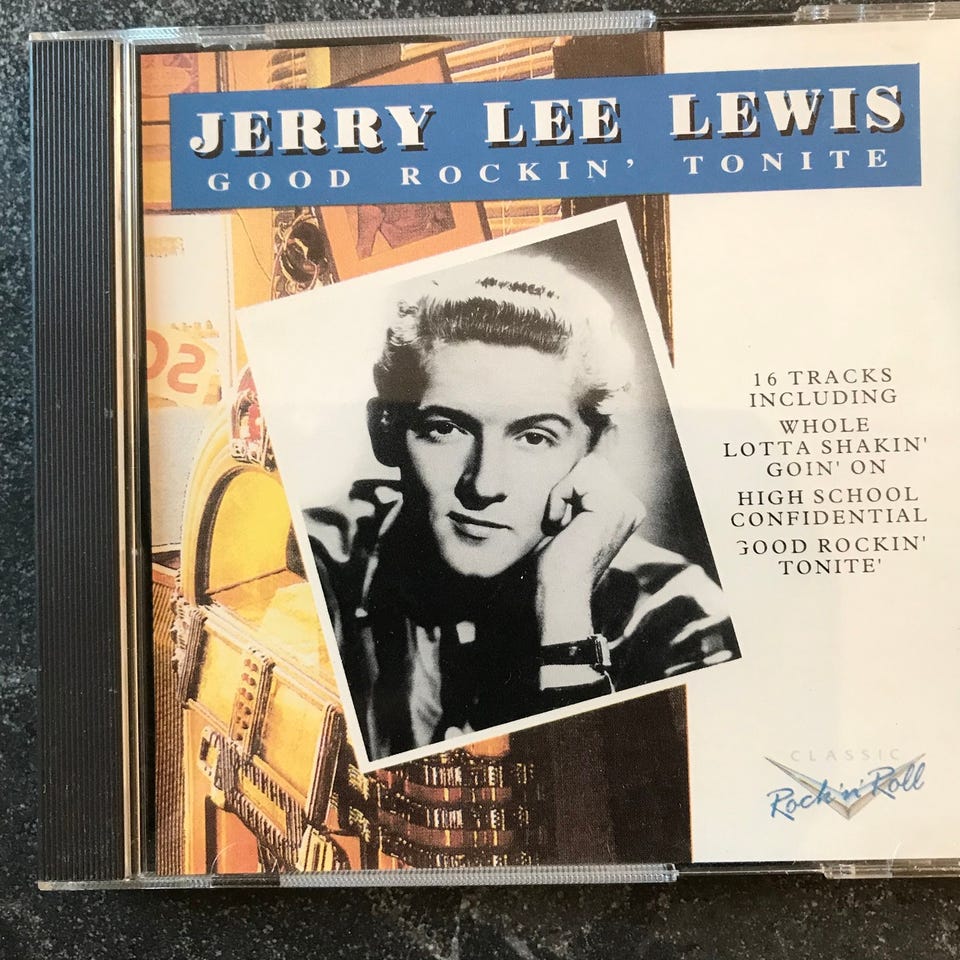 JERRY LEE LEWIS
GOOD ROCKIN' TONITE
16 TRACKS
INCLUDING
WHOLE
LOTTA SHAKIN'
GOIN' ON
HIGH SCHOOL
CONFIDENTIAL
GOOD ROCKIN'
TONITE'
CLASSIC
Rock 'n' Roll